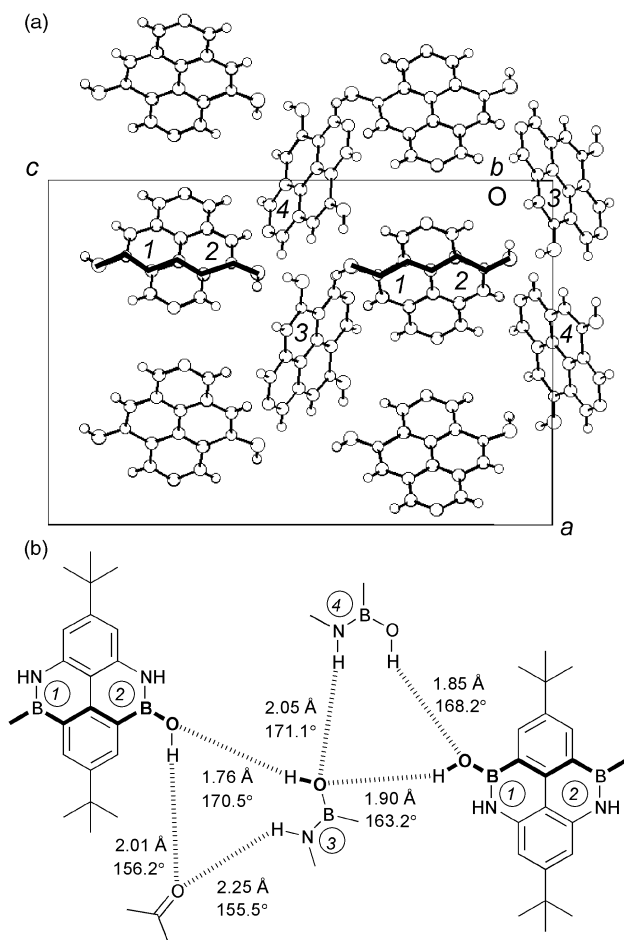 (a)
c
b
O
3
4
1
2
1
2
3
4
a
(b)
4
N
B
O
H
H
NH
NH
1
2
B
B
O
H
2.05 Å
171.1°
1.85 Å
168.2°
1.76 Å
170.5°
H
O
H
O
B
B
1
2
NH
HN
1.90 Å
163.2°
B
H
N
3
2.01 Å
156.2°
O
2.25 Å
155.5°